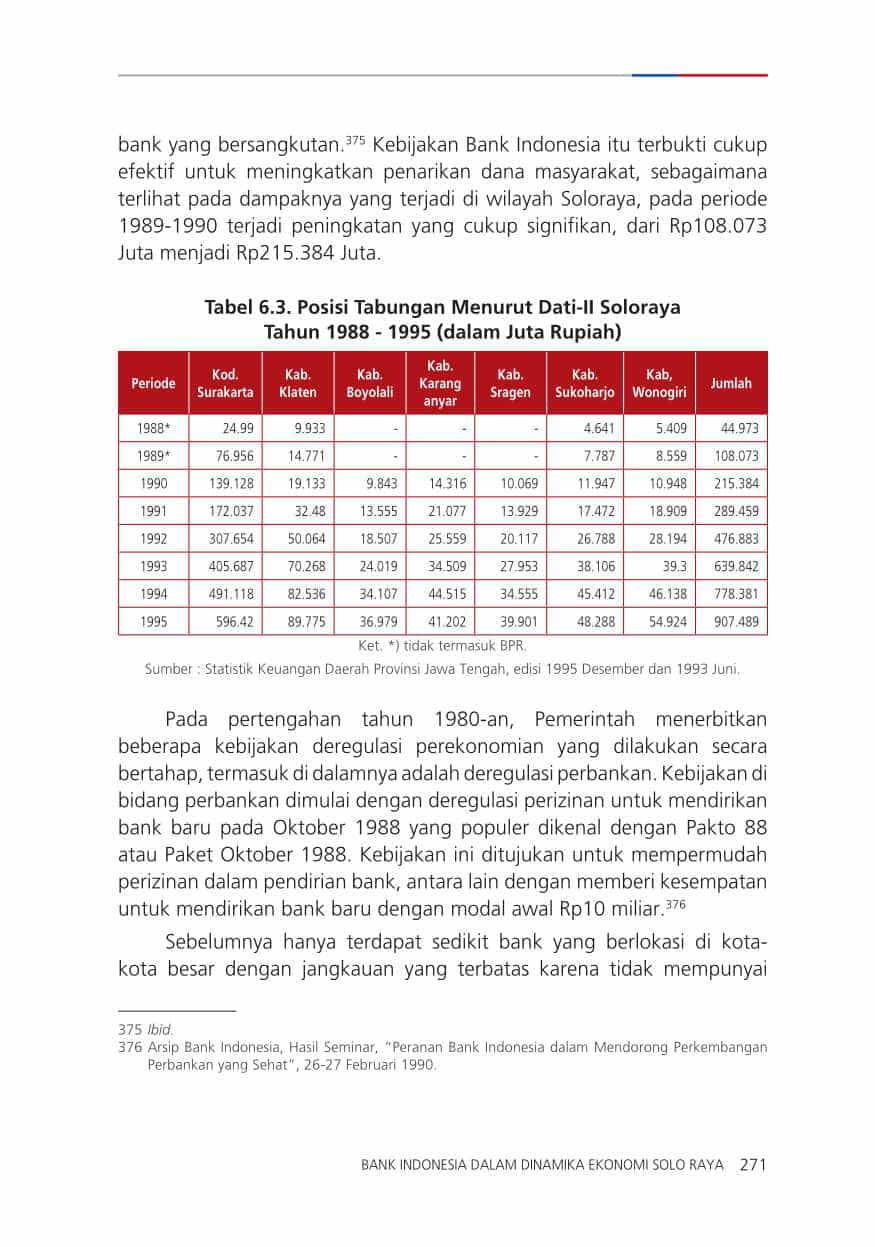 bank yang bersangkutan.375 Kebijakan Bank Indonesia itu terbukti cukup
efektif untuk meningkatkan penarikan dana masyarakat, sebagaimana
terlihat pada dampaknya yang terjadi di wilayah Soloraya, pada periode
1989-1990 terjadi peningkatan yang cukup signifikan, dari Rp108.073
Juta menjadi Rp215.384 Juta.
Tabel 6.3. Posisi Tabungan Menurut Dati-II Soloraya
Tahun 1988 - 1995 (dalam Juta Rupiah)
Periode Kod. Surakarta Kab. Klaten Kab. Boyolali Kab. Karang anyar Kab. Sragen Kab. Sukoharjo Kab, Wonogiri Jumlah
1988* 24.99 9.933 - - - 4.641 5.409 44.973
1989* 76.956 14.771 - - - 7.787 8.559 108.073
1990 139.128 19.133 9.843 14.316 10.069 11.947 10.948 215.384
1991 172.037 32.48 13.555 21.077 13.929 17.472 18.909 289.459
1992 307.654 50.064 18.507 25.559 20.117 26.788 28.194 476.883
1993 405.687 70.268 24.019 34.509 27.953 38.106 39.3 639.842
1994 491.118 82.536 34.107 44.515 34.555 45.412 46.138 778.381
1995 596.42 89.775 36.979 41.202 39.901 48.288 54.924 907.489
Ket. *) tidak termasuk BPR.
Sumber : Statistik Keuangan Daerah Provinsi Jawa Tengah, edisi 1995 Desember dan 1993 Juni.
Pada pertengahan tahun 1980-an, Pemerintah menerbitkan
beberapa kebijakan deregulasi perekonomian yang dilakukan secara
bertahap, termasuk di dalamnya adalah deregulasi perbankan. Kebijakan di
bidang perbankan dimulai dengan deregulasi perizinan untuk mendirikan
bank baru pada Oktober 1988 yang populer dikenal dengan Pakto 88
atau Paket Oktober 1988. Kebijakan ini ditujukan untuk mempermudah
perizinan dalam pendirian bank, antara lain dengan memberi kesempatan
untuk mendirikan bank baru dengan modal awal Rp10 miliar.376
Sebelumnya hanya terdapat sedikit bank yang berlokasi di kota-
kota besar dengan jangkauan yang terbatas karena tidak mempunyai
375 Ibid.
376 Arsip Bank Indonesia, Hasil Seminar, "Peranan Bank Indonesia dalam Mendorong Perkembangan
Perbankan yang Sehat", 26-27 Februari 1990.
BANK INDONESIA DALAM DINAMIKA EKONOMI SOLO RAYA 271